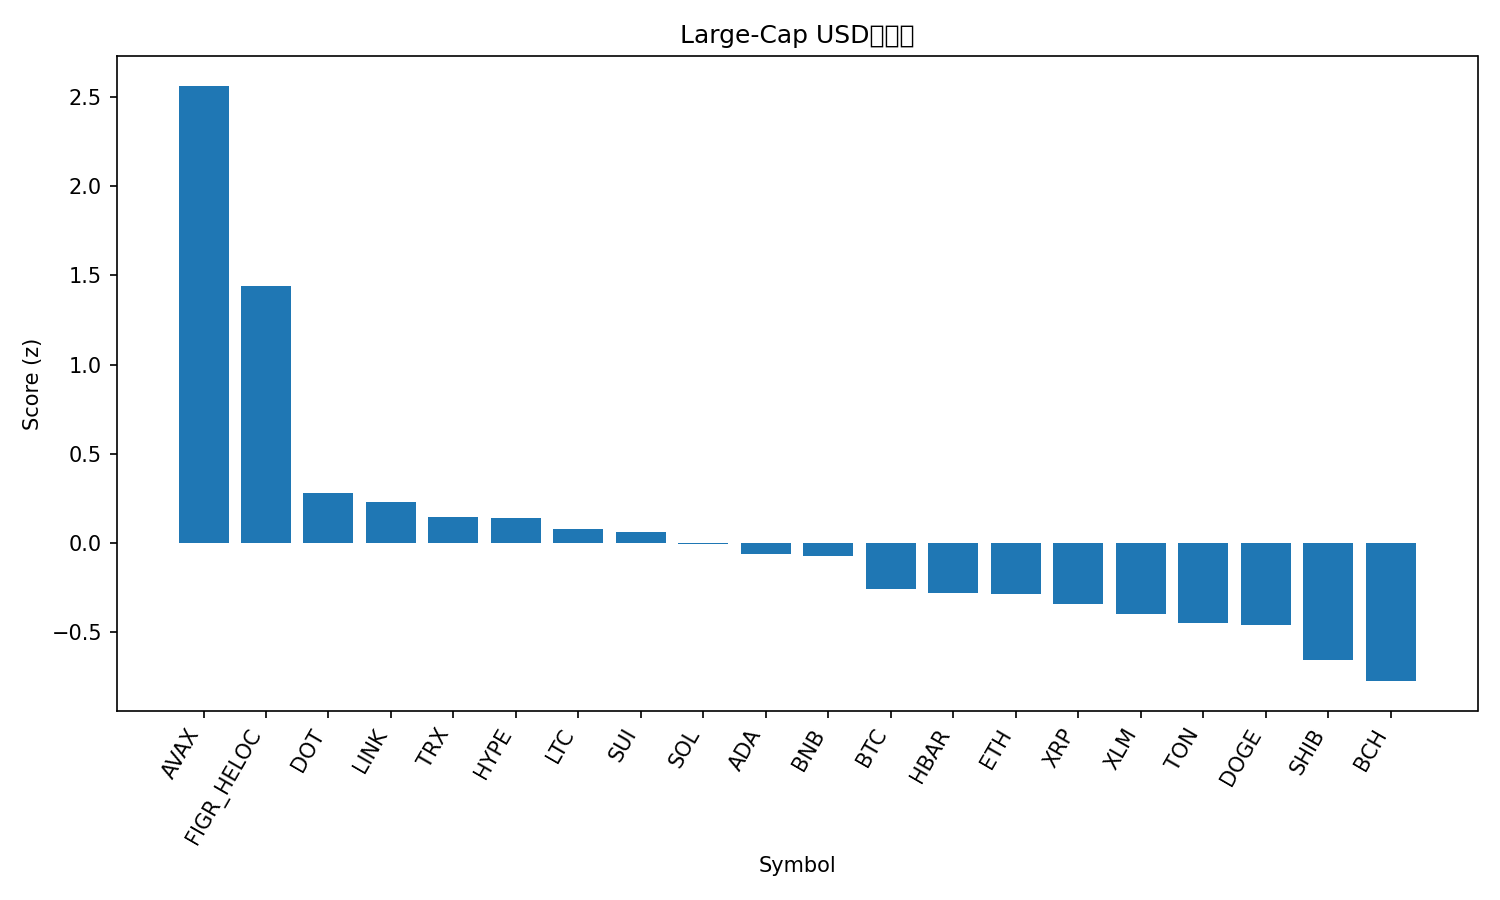 Large-Cap USD
2.5
2.0
1.5
1.0
0.5
0.0
−0.5
Score (z)
AVAX
FIGR_HELOC
DOT
LINK
TRX
HYPE
LTC
SUI
SOL
ADA
BNB
BTC
HBAR
ETH
XRP
XLM
TON
DOGE
SHIB
BCH
Symbol